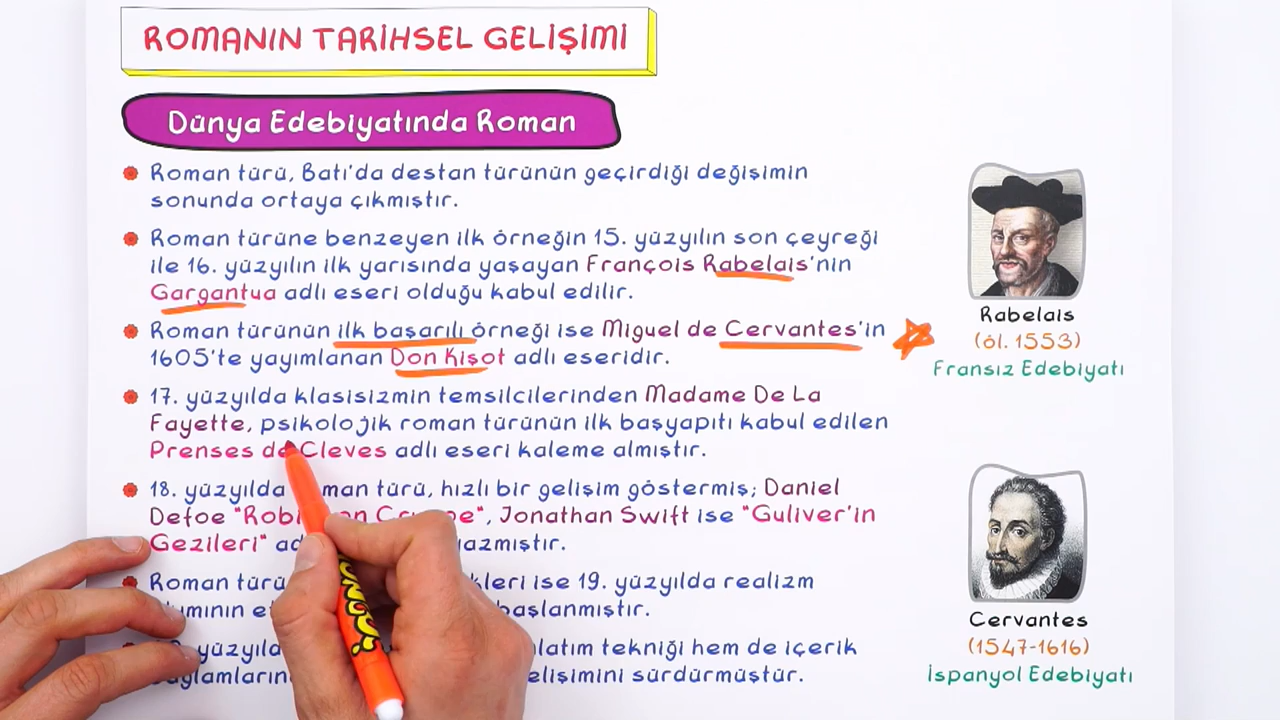 ROMANIN TARİHSEL GELİŞİMİ
Dünya Edebiyatında Roman
Roman türü, Batı'da destan türünün geçirdiği değişimin
sonunda ortaya çıkmıştır.
Roman türüne benzeyen ilk örneğin 15. yüzyılın son çeyreği
ile 16. yüzyılın ilk yarısında yaşayan François Rabelais'nin
Gargantua adlı eseri olduğu kabul edilir.
Roman türünün ilk başarılı örneği ise Miguel de Cervantes'in
1605'te yayımlanan Don Kişot adlı eseridir.
17. yüzyılda klasisizmin temsilcilerinden Madame De La
Fayette, psikolojik roman türünün ilk başyapıtı kabul edilen
Prenses de Cleves adlı eseri kaleme almıştır.
18. yüzyılda roman türü, hızlı bir gelişim göstermiş; Daniel
Defoe "Robinson Crusoe", Jonathan Swift ise "Guliver'in
Gezileri" yazmıştır.
Roman türü ise 19. yüzyılda realizm
akımının başlanmıştır.
yüzyılda anlatım tekniği hem de içerik
gelişimini sürdürmüştür.
Rabelais
(öl. 1553)
Fransız Edebiyatı
Cervantes
(1547-1616)
İspanyol Edebiyatı